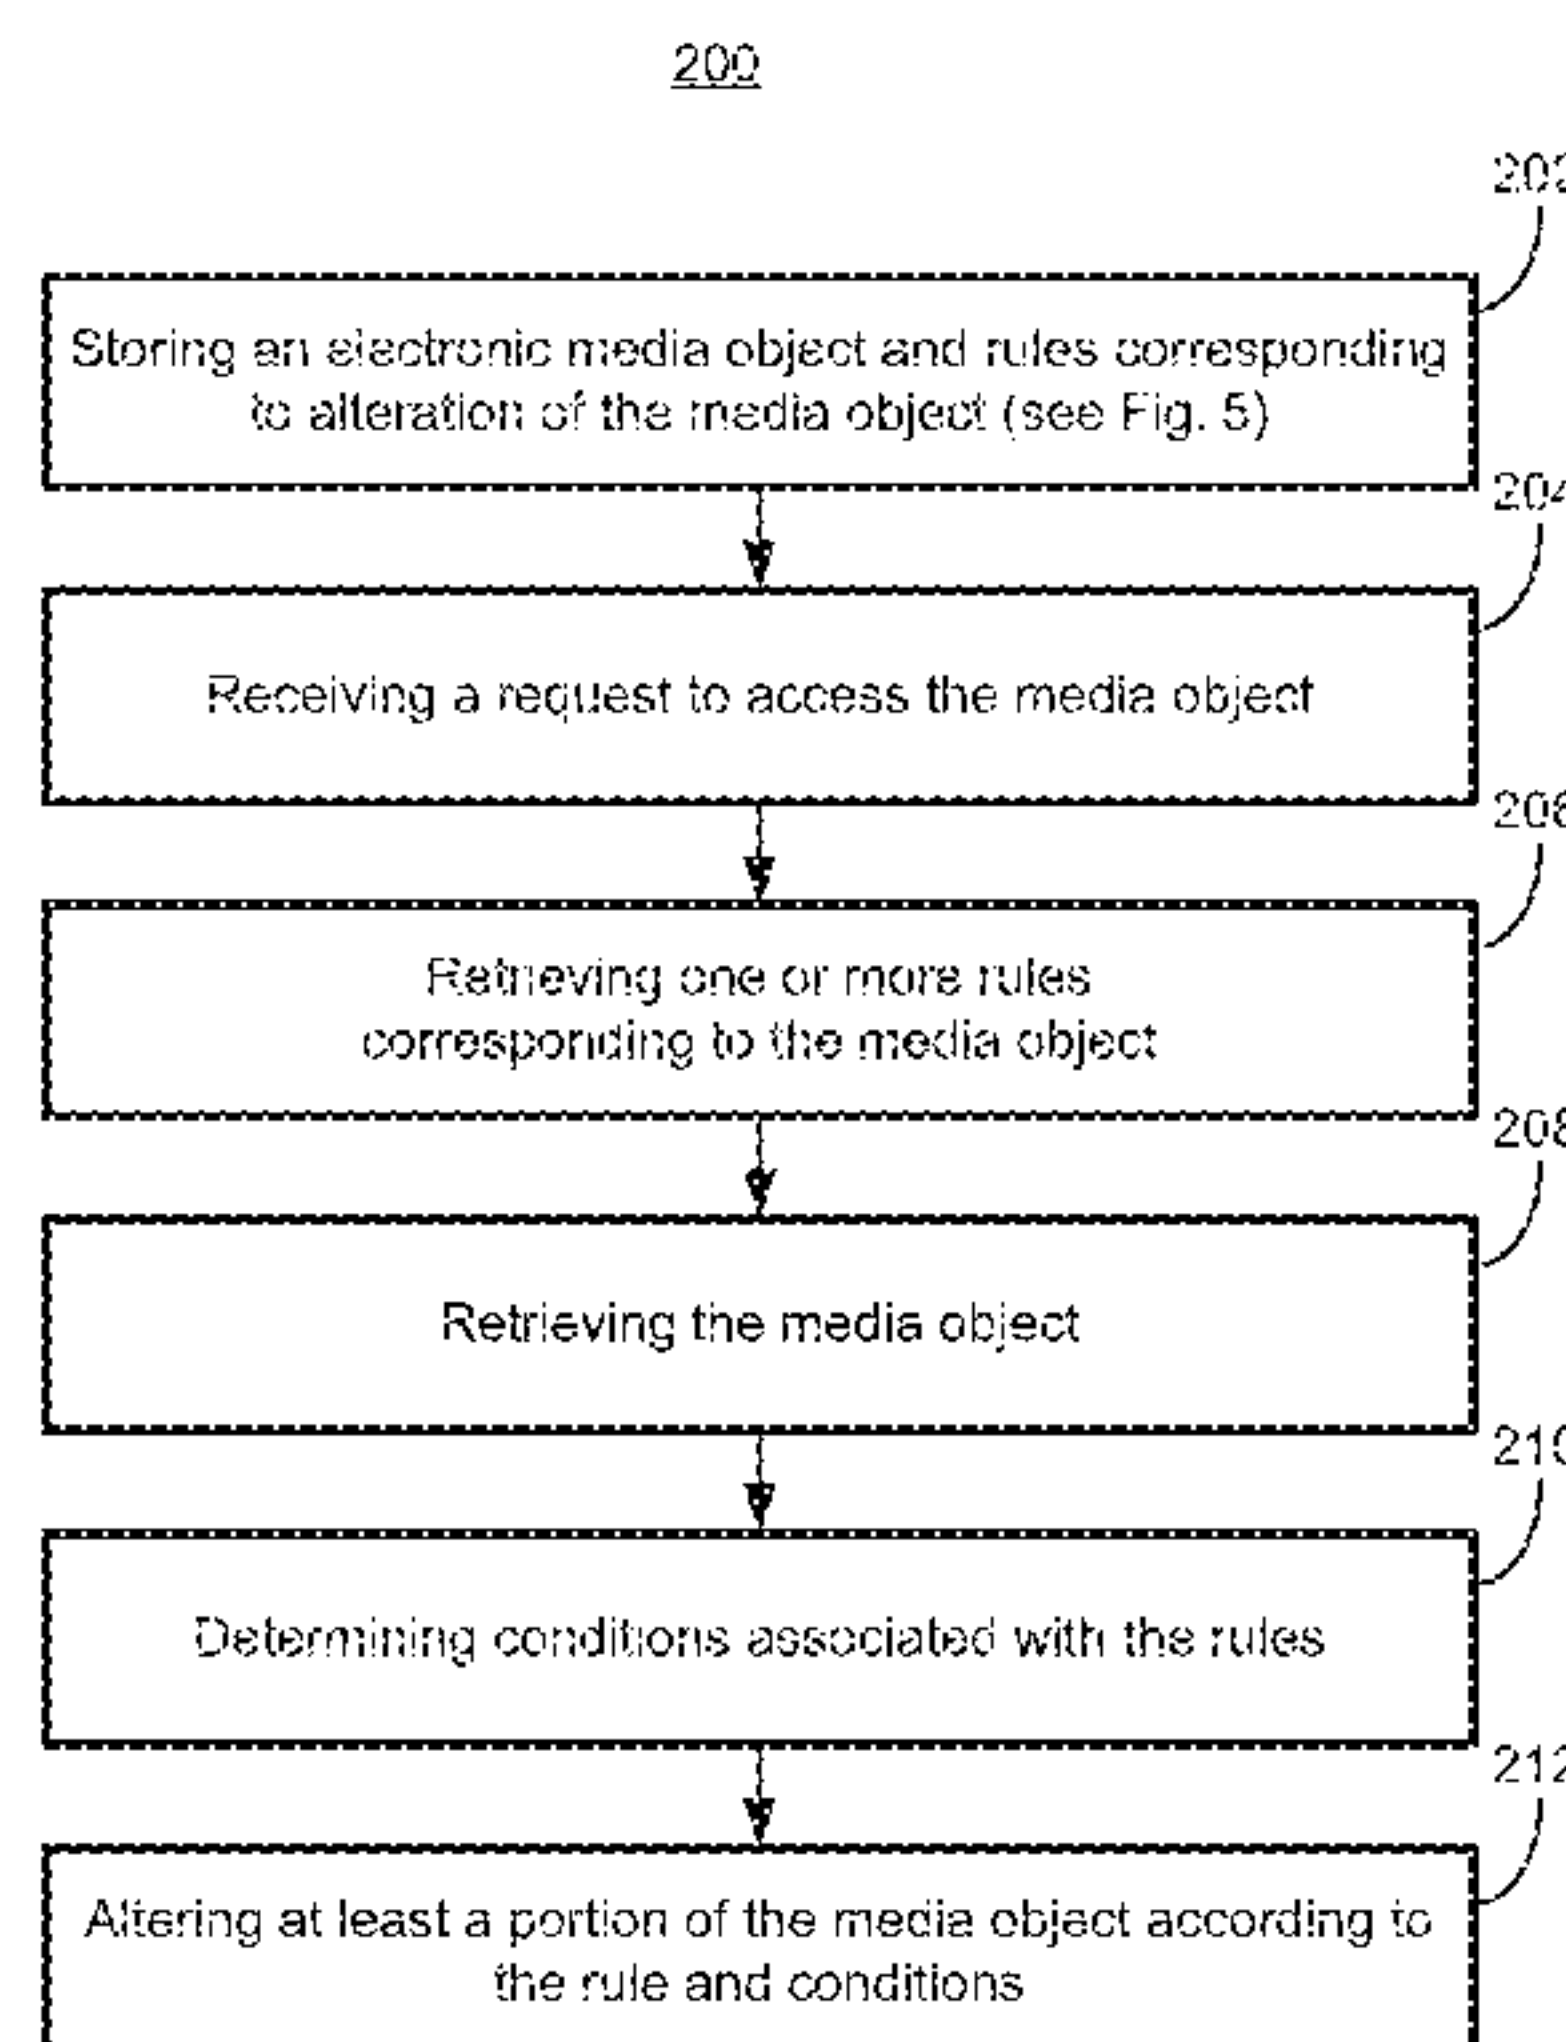 200
202
Storing an electronic media object and rules corresponding
to alteration of the media object (see Fig. 5)
204
Receiving a request to access the media object
206
Retrieving one or more rules
corresponding to the media object
208
Retrieving the media object
210
Determining conditions associated with the rules
212
Altering at least a portion of the media object according to
the rule and conditions